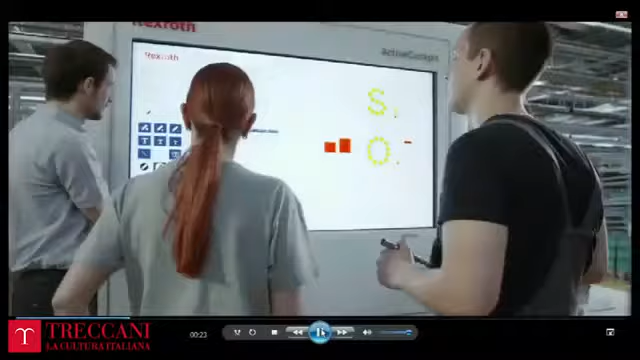 Rexroth
Rexroth
ActiveCockpit
S.
O.
TRECCANI
LA CULTURA ITALIANA
00:23